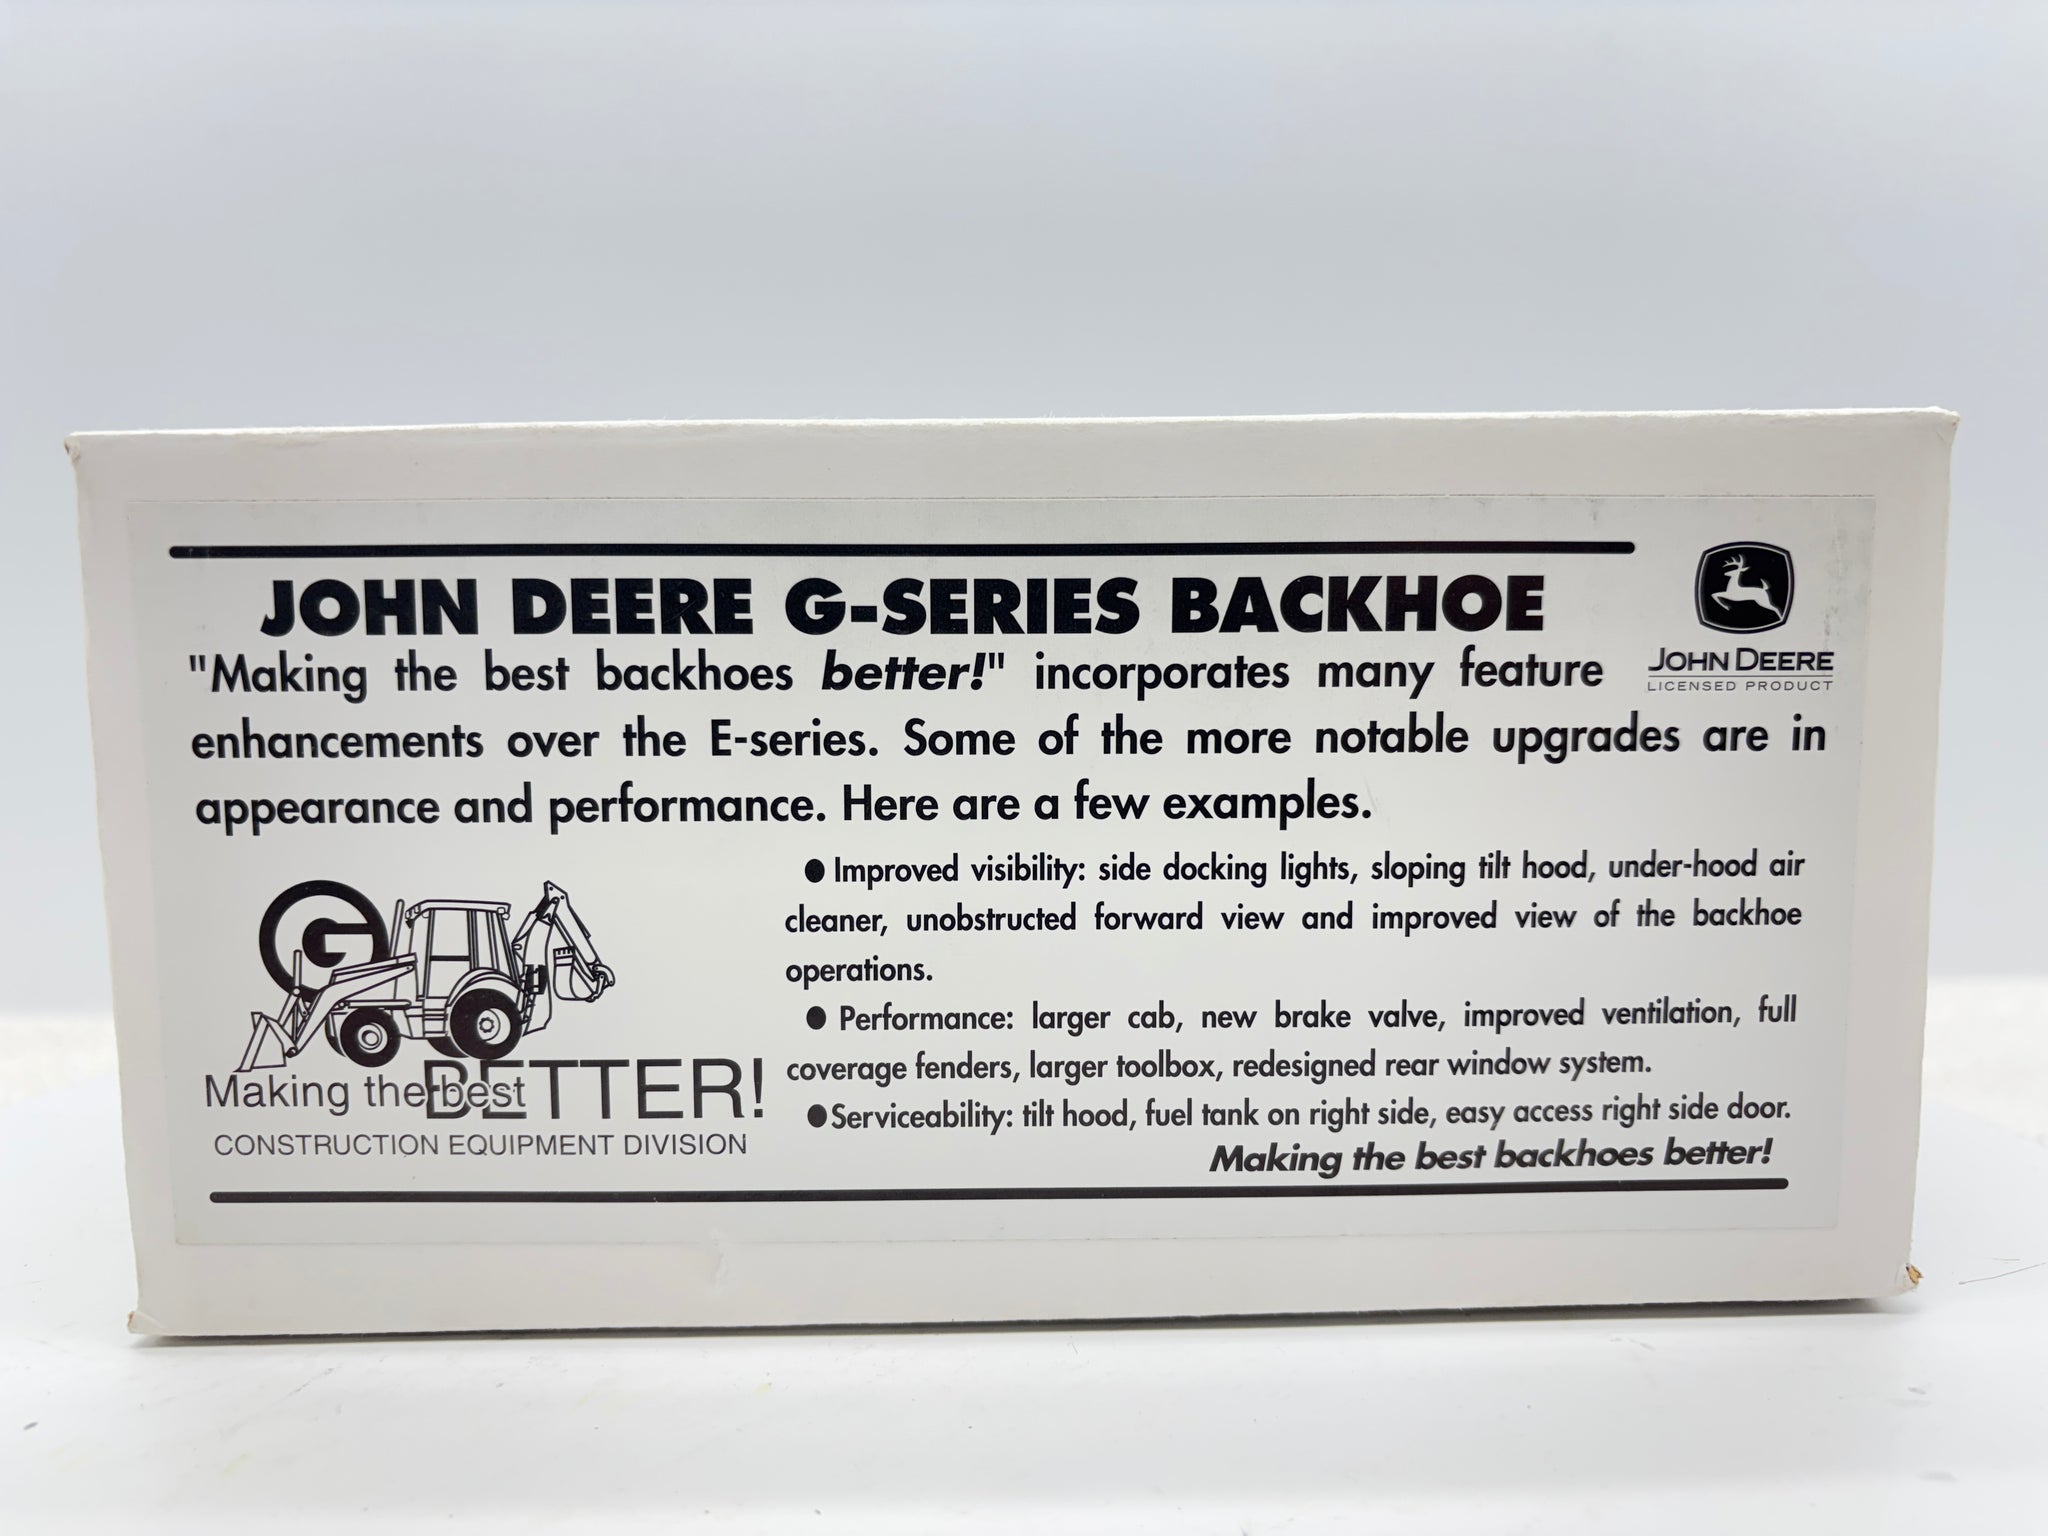 JOHN DEERE G-SERIES BACKHOE
"Making the best backhoes better!" incorporates many feature
enhancements over the E-series. Some of the more notable upgrades are in
appearance and performance. Here are a few examples.
JOHN DEERE
LICENSED PRODUCT
● Improved visibility: side docking lights, sloping tilt hood, under-hood air
cleaner, unobstructed forward view and improved view of the backhoe
operations.
● Performance: larger cab, new brake valve, improved ventilation, full
coverage fenders, larger toolbox, redesigned rear window system.
● Serviceability: tilt hood, fuel tank on right side, easy access right side door.
Making the best backhoes better!
G
Making the best BETTER!
CONSTRUCTION EQUIPMENT DIVISION